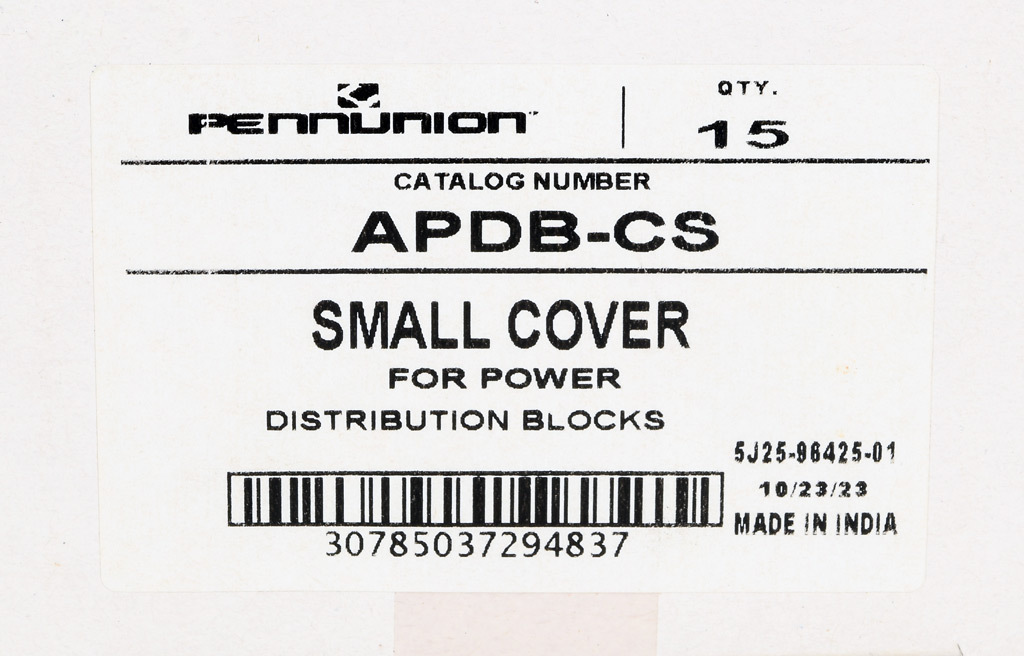 PENNUNION™
QTY.
15
CATALOG NUMBER
APDB-CS
SMALL COVER
FOR POWER
DISTRIBUTION BLOCKS
5J25-96425-01
10/23/23
MADE IN INDIA
30785037294837